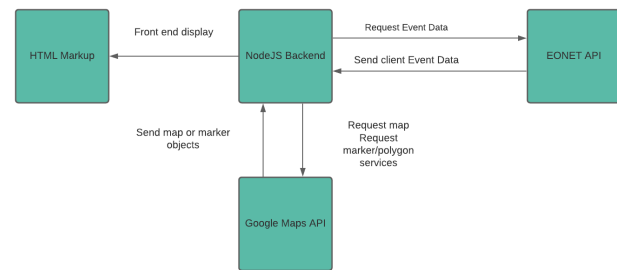 Front end display
Request Event Data
HTML Markup
NodeJS Backend
EONET API
Send client Event Data
Send map or marker
objects
Request map
Request
marker/polygon
services
Google Maps API